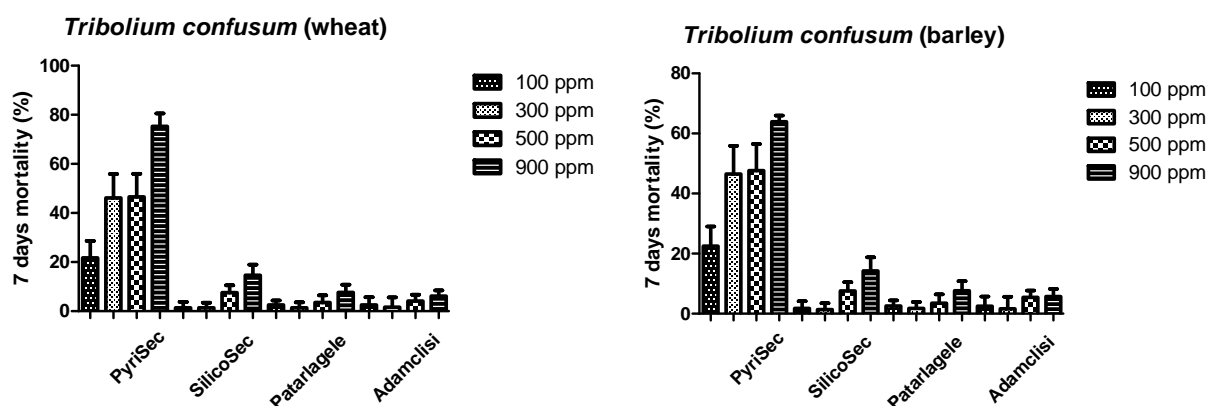 Tribolium confusum (wheat)
7 days mortality (%)
100
80
60
40
20
0
PyriSec
SilicoSec
Patarlagele
Adamclisi
100 ppm
300 ppm
500 ppm
900 ppm
Tribolium confusum (barley)
7 days mortality (%)
80
60
40
20
0
PyriSec
SilicoSec
Patarlagele
Adamclisi
100 ppm
300 ppm
500 ppm
900 ppm